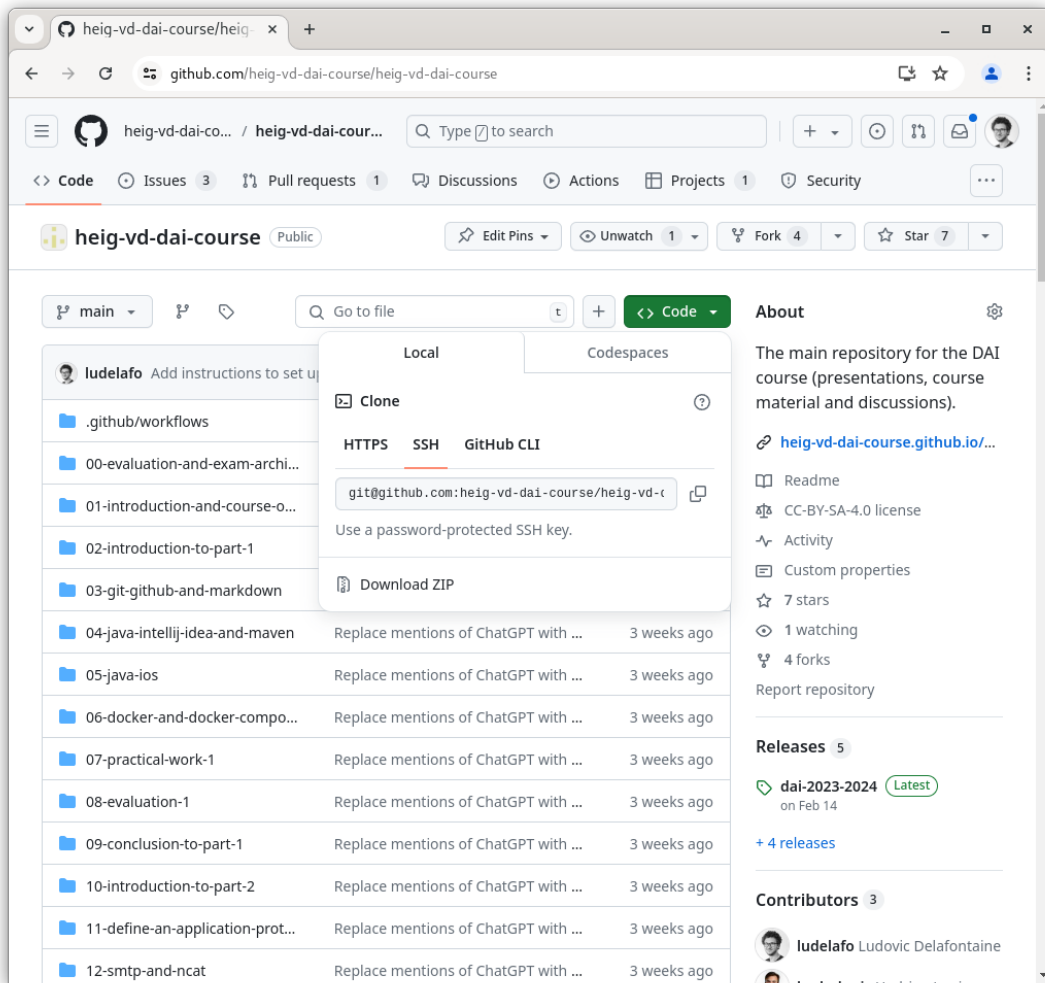 heig-vd-dai-course/heig-
github.com/heig-vd-dai-course/heig-vd-dai-course
heig-vd-dai-co... / heig-vd-dai-cour...
Type / to search
Code
Issues 3
Pull requests 1
Discussions
Actions
Projects 1
Security
heig-vd-dai-course Public
Edit Pins
Unwatch 1
Fork 4
Star 7
main
Go to file t
Code
About
Local
Codespaces
The main repository for the DAI
course (presentations, course
material and discussions).
ludelafo Add instructions to set up
Clone
HTTPS
SSH
GitHub CLI
git@github.com:heig-vd-dai-course/heig-vd-
Use a password-protected SSH key.
Download ZIP
.github/workflows
00-evaluation-and-exam-archi...
01-introduction-and-course-o...
02-introduction-to-part-1
03-git-github-and-markdown
04-java-intellij-idea-and-maven Replace mentions of ChatGPT with ... 3 weeks ago
05-java-ios Replace mentions of ChatGPT with ... 3 weeks ago
06-docker-and-docker-compo... Replace mentions of ChatGPT with ... 3 weeks ago
07-practical-work-1 Replace mentions of ChatGPT with ... 3 weeks ago
08-evaluation-1 Replace mentions of ChatGPT with ... 3 weeks ago
09-conclusion-to-part-1 Replace mentions of ChatGPT with ... 3 weeks ago
10-introduction-to-part-2 Replace mentions of ChatGPT with ... 3 weeks ago
11-define-an-application-prot... Replace mentions of ChatGPT with ... 3 weeks ago
12-smtp-and-ncat Replace mentions of ChatGPT with ... 3 weeks ago
heig-vd-dai-course.github.io/...
Readme
CC-BY-SA-4.0 license
Activity
Custom properties
7 stars
1 watching
4 forks
Report repository
Releases 5
dai-2023-2024 Latest
on Feb 14
+ 4 releases
Contributors 3
ludelafo Ludovic Delafontaine